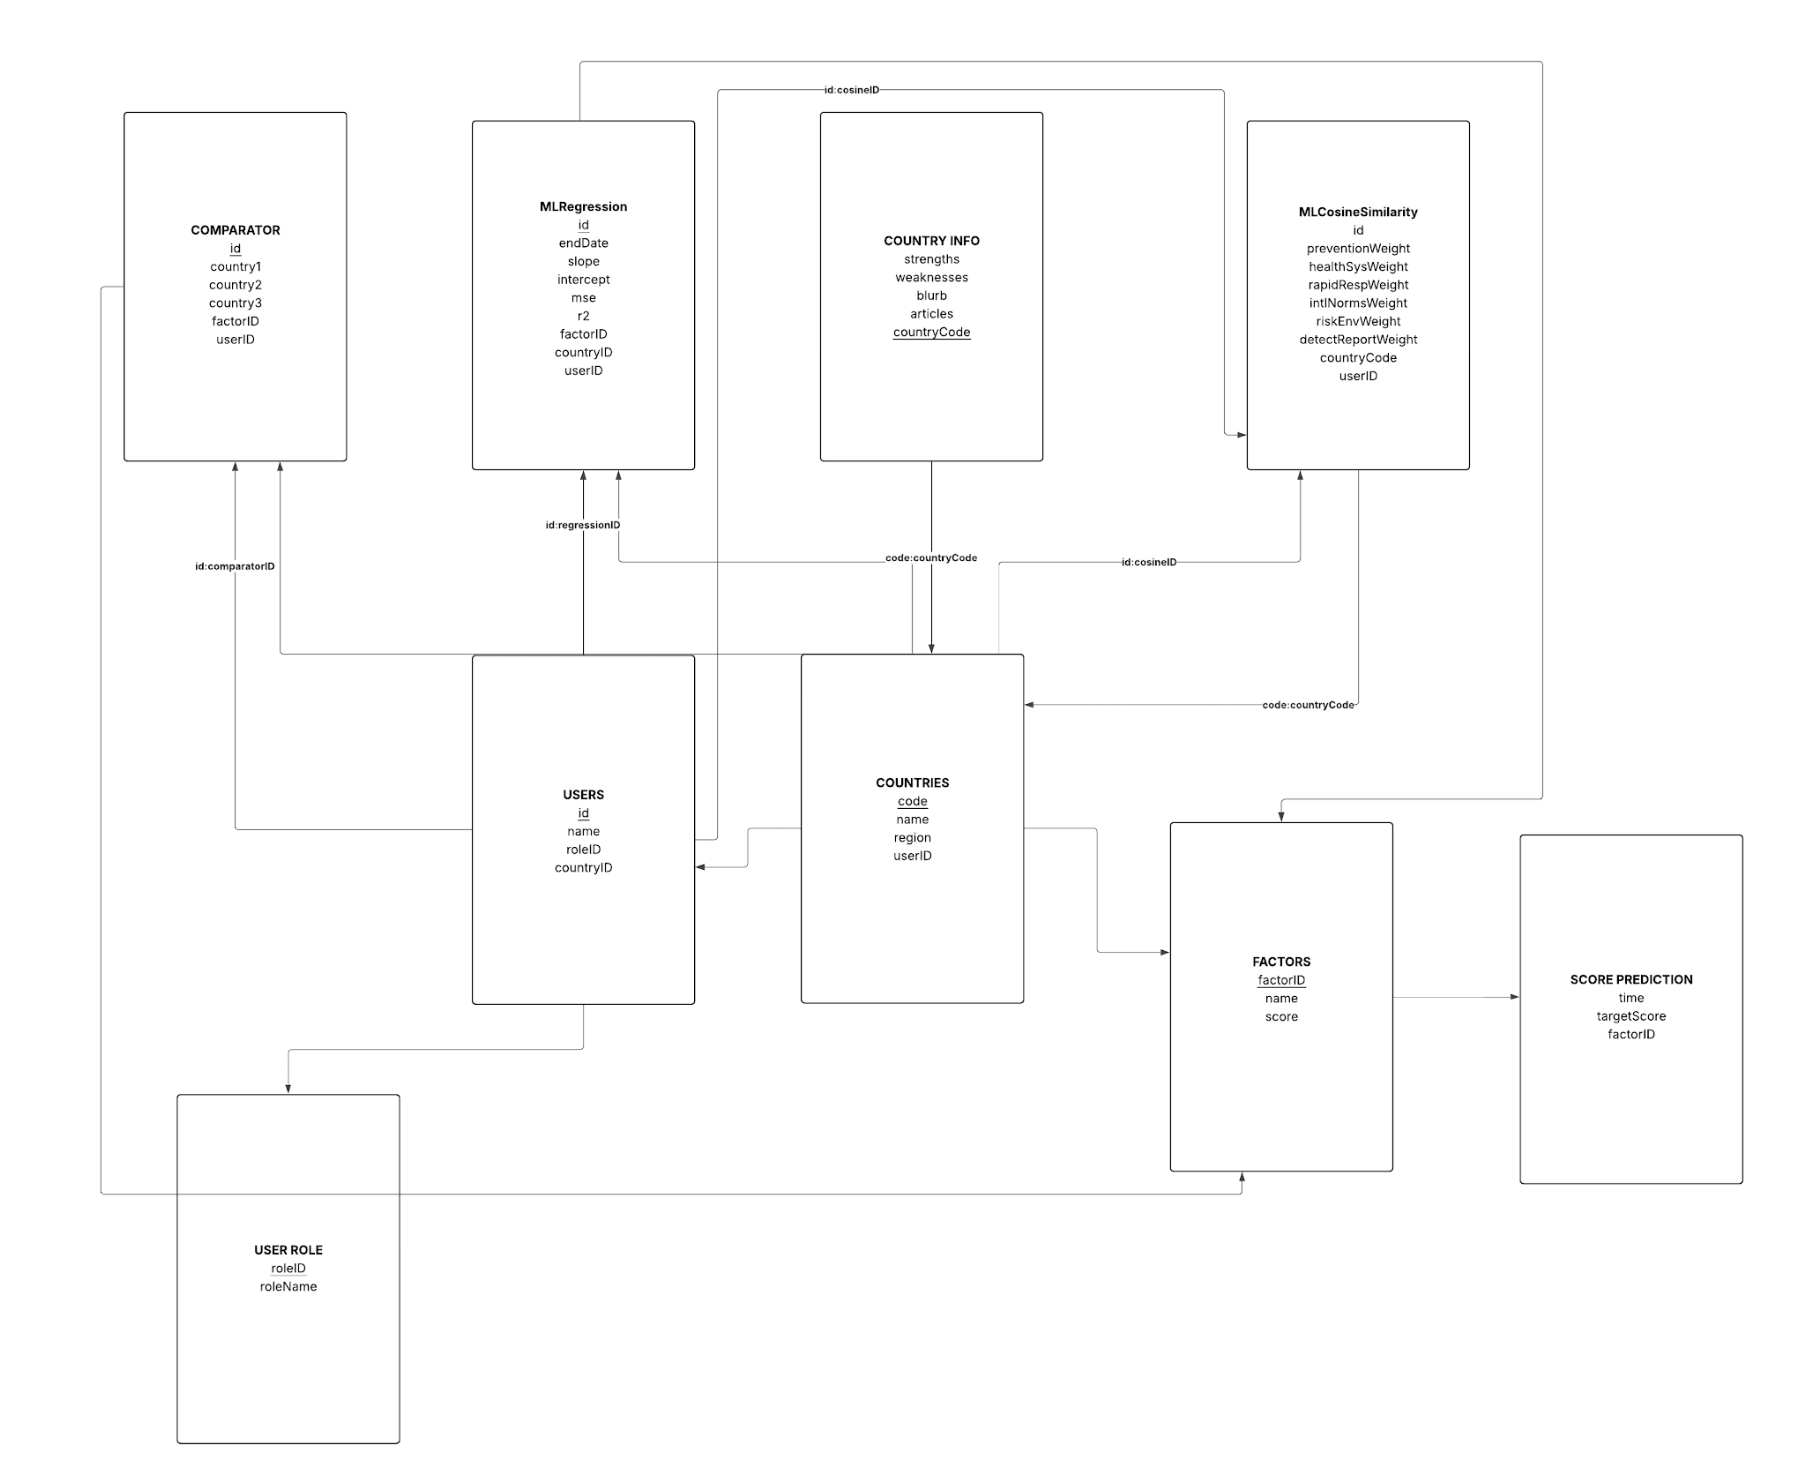 id:cosineID
COMPARATOR
id
country1
country2
country3
factorID
userID
MLRegression
id
endDate
slope
intercept
mse
r2
factorID
countryID
userID
COUNTRY INFO
strengths
weaknesses
blurb
articles
countryCode
MLCosineSimilarity
id
preventionWeight
healthSysWeight
rapidRespWeight
intlNormsWeight
riskEnvWeight
detectReportWeight
countryCode
userID
id:regressionID
id:comparatorID
code:countryCode
id:cosineID
code:countryCode
USERS
id
name
roleID
countryID
COUNTRIES
code
name
region
userID
FACTORS
factorID
name
score
SCORE PREDICTION
time
targetScore
factorID
USER ROLE
roleID
roleName